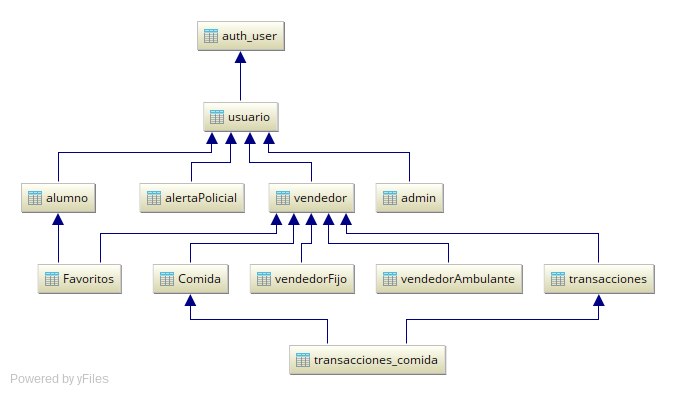 auth_user
usuario
alumno
alertaPolicial
vendedor
admin
Favoritos
Comida
vendedorFijo
vendedorAmbulante
transacciones
transacciones_comida
Powered by yFiles